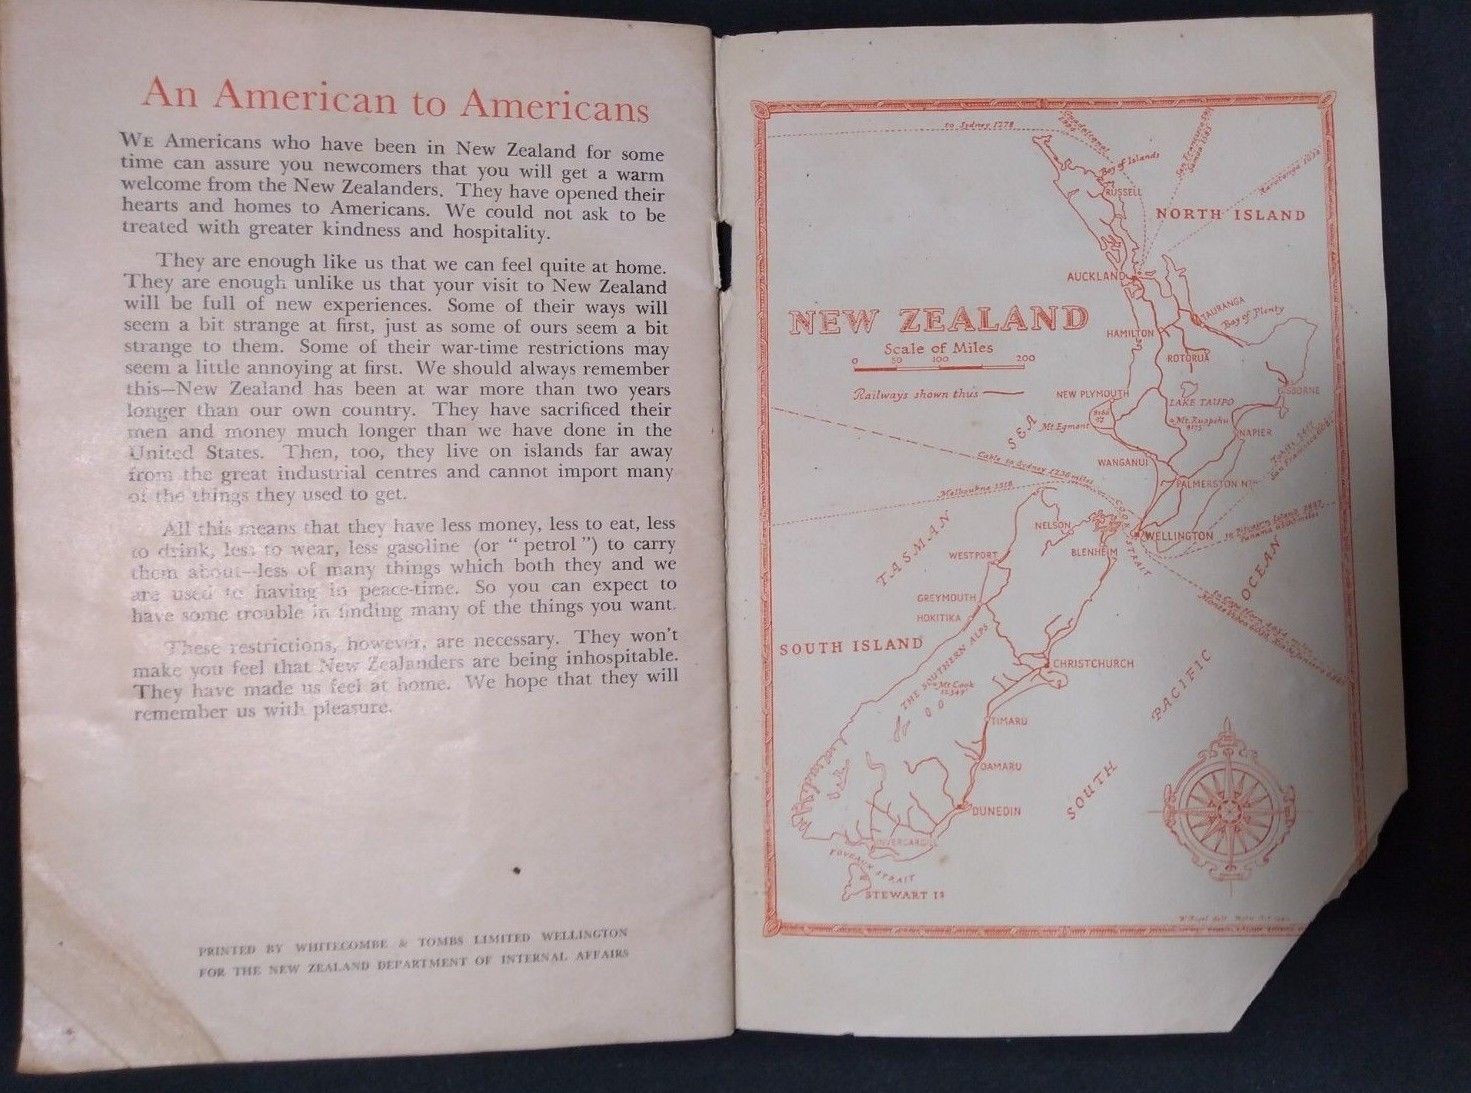 An American to Americans
WE Americans who have been in New Zealand for some
time can assure you newcomers that you will get a warm
welcome from the New Zealanders. They have opened their
hearts and homes to Americans. We could not ask to be
treated with greater kindness and hospitality.
They are enough like us that we can feel quite at home.
They are enough unlike us that your visit to New Zealand
will be full of new experiences. Some of their ways will
seem a bit strange at first, just as some of ours seem a bit
strange to them. Some of their war-time restrictions may
seem a little annoying at first. We should always remember
this—New Zealand has been at war more than two years
longer than our own country. They have sacrificed their
men and money much longer than we have done in the
United States. Then, too, they live on islands far away
from the great industrial centres and cannot import many
of the things they used to get.
All this means that they have less money, less to eat, less
to drink, less to wear, less gasoline (or “ petrol ”) to carry
them about—less of many things which both they and we
are used to having in peace-time. So you can expect to
have some trouble in finding many of the things you want.
These restrictions, however, are necessary. They won't
make you feel that New Zealanders are being inhospitable.
They have made us feel at home. We hope that they will
remember us with pleasure.
PRINTED BY WHITECOMBE & TOMBS LIMITED WELLINGTON
FOR THE NEW ZEALAND DEPARTMENT OF INTERNAL AFFAIRS
to Sydney 1278
Bay of Islands
RUSSELL
NORTH ISLAND
AUCKLAND
TAURANGA
Bay of Plenty
NEW ZEALAND
HAMILTON
Scale of Miles
0 50 100 200
ROTORUA
Railways shown thus
NEW PLYMOUTH
GISBORNE
LAKE TAUPO
Mt. Egmont
Mt. Ruapehu
9175
NAPIER
SEA
WANGANUI
Cable to Sydney 1236 miles
PALMERSTON Nth
Melbourne 1518
NELSON
COOK STRAIT
WELLINGTON
TASMAN
WESTPORT
BLENHEIM
OCEAN
GREYMOUTH
HOKITIKA
SOUTH ISLAND
THE SOUTHERN ALPS
CHRISTCHURCH
Mt Cook
12349
PACIFIC
TIMARU
OAMARU
SOUTH
DUNEDIN
INVERCARGILL
FOVEAUX STRAIT
STEWART Is